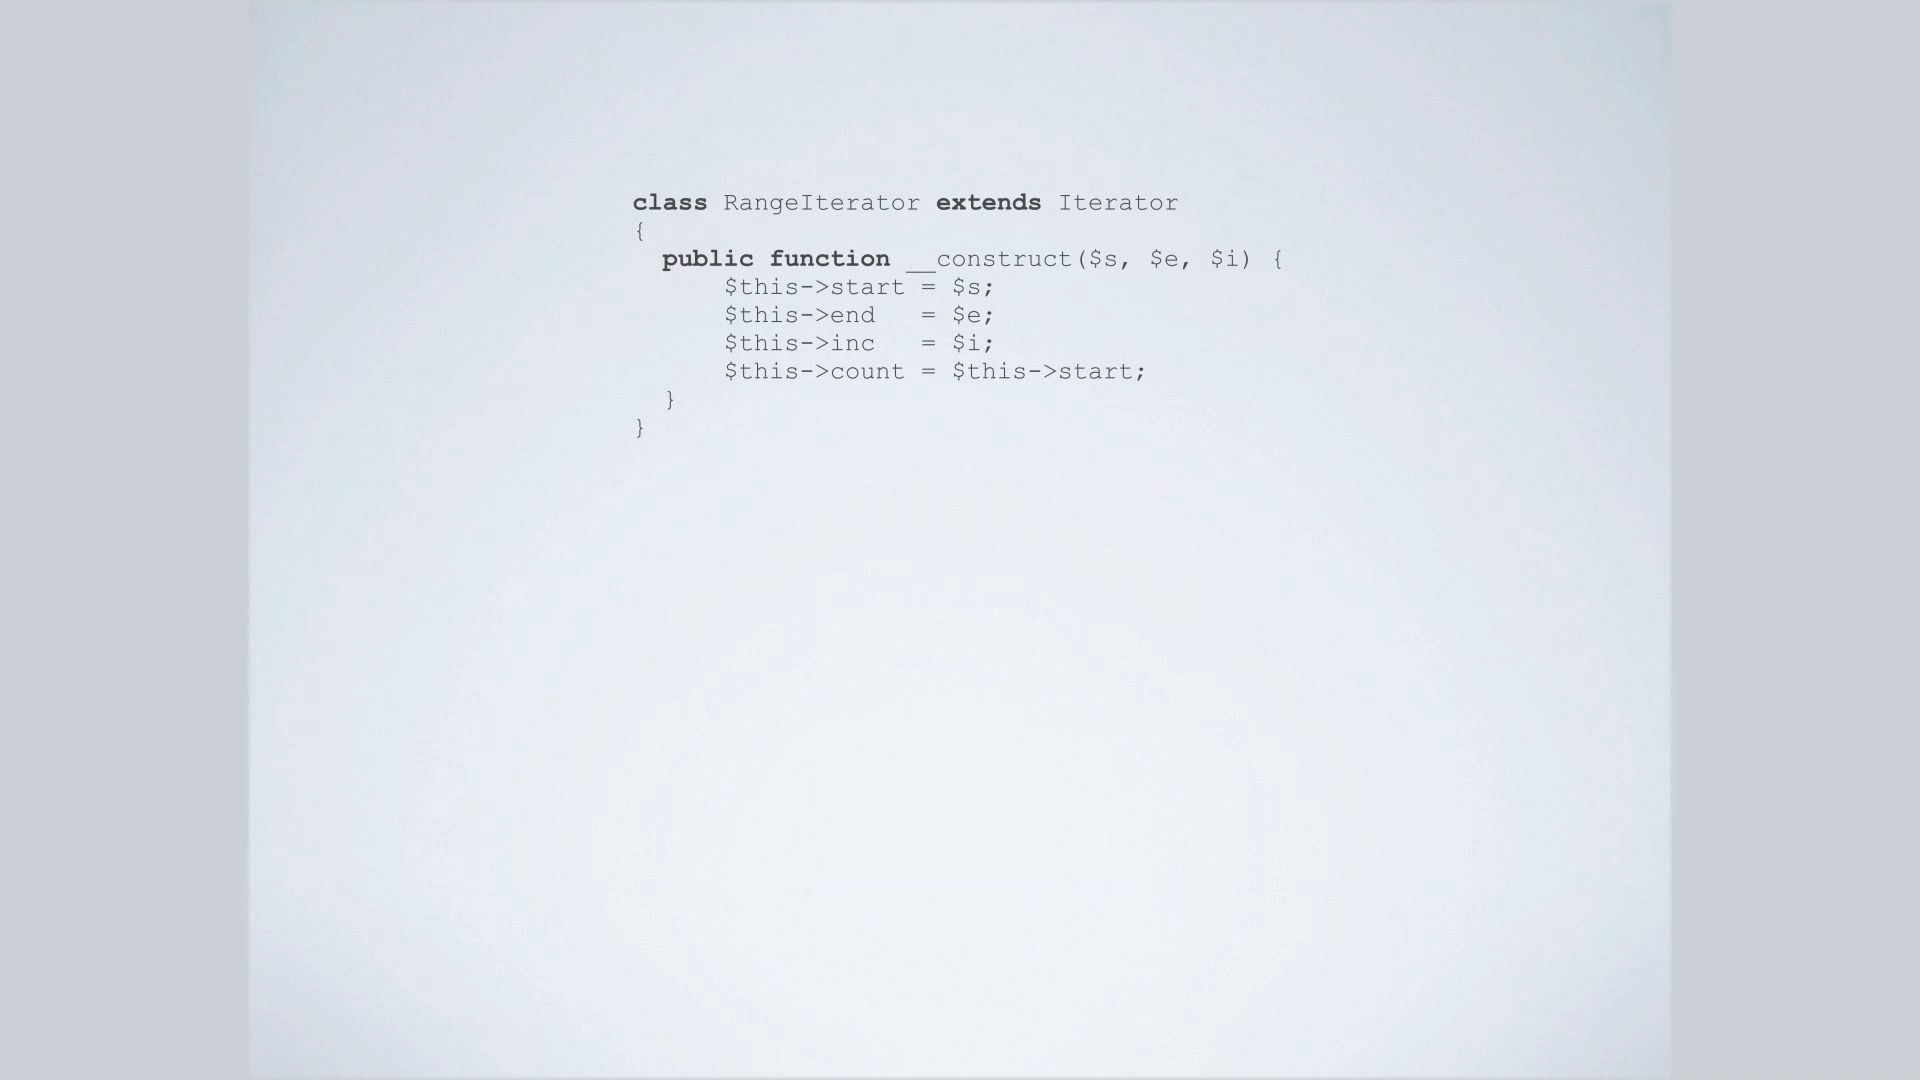 class RangeIterator extends Iterator
{
  public function __construct($s, $e, $i) {
      $this->start = $s;
      $this->end   = $e;
      $this->inc   = $i;
      $this->count = $this->start;
  }
}